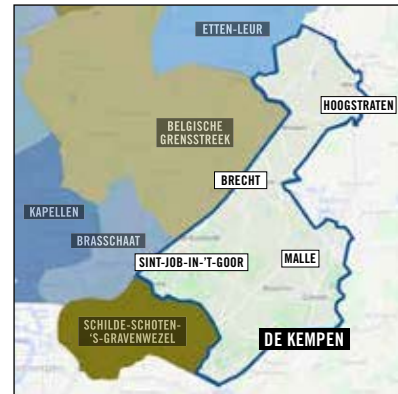 ETTEN-LEUR
HOOGSTRATEN
BELGISCHE
GRENSSTREEK
BRECHT
KAPELLEN
BRASSCHAAT
SINT-JOB-IN-'T-GOOR
MALLE
SCHILDE-SCHOTEN-
'S-GRAVENWEZEL
DE KEMPEN